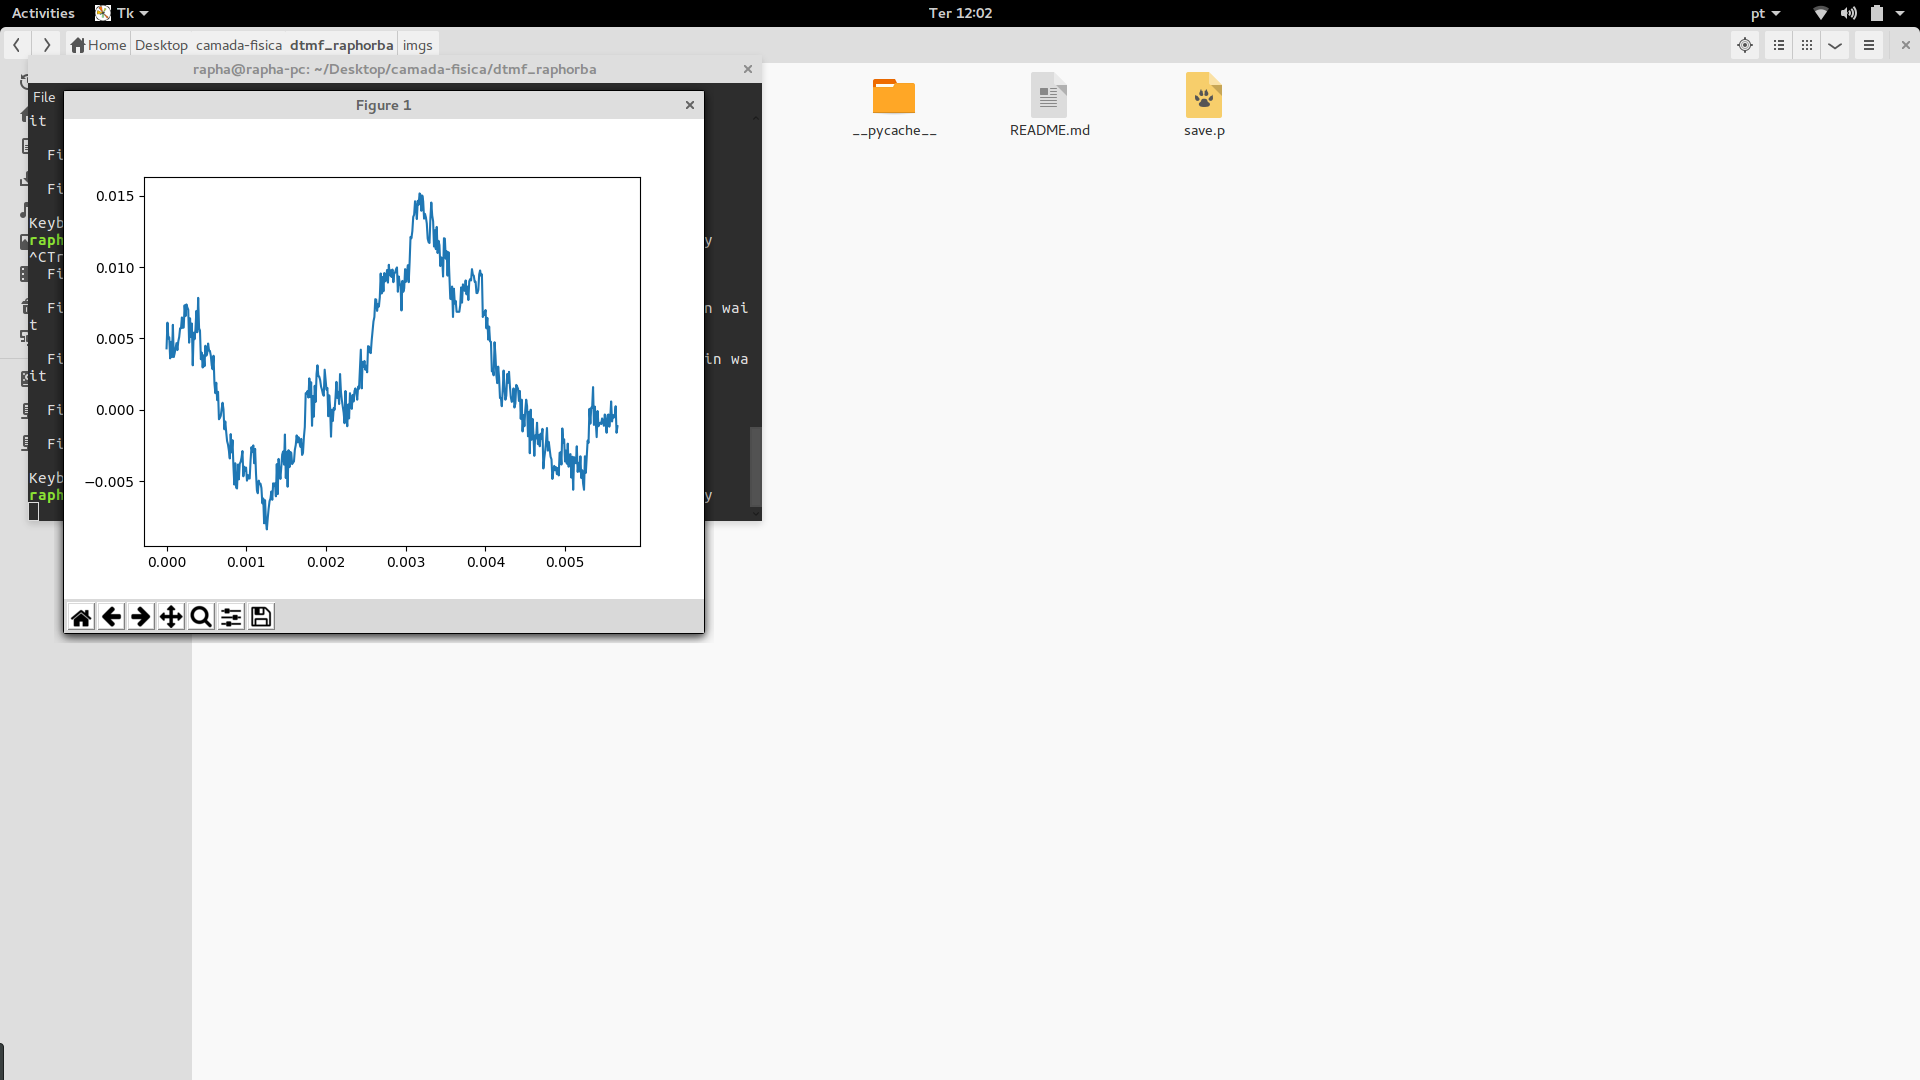 Activities Tk Ter 12:02 pt
Home Desktop camada-fisica dtmf_raphorba imgs
rapha@rapha-pc: ~/Desktop/camada-fisica/dtmf_raphorba
File
Figure 1
it
Fi
Fi
Keyb
raph y
^CTr
Fi
Fi n wai
t
Fi in wa
it
Fi
Fi
Keyb
raph y
0.015
0.010
0.005
0.000
−0.005
0.000 0.001 0.002 0.003 0.004 0.005
__pycache__ README.md save.p